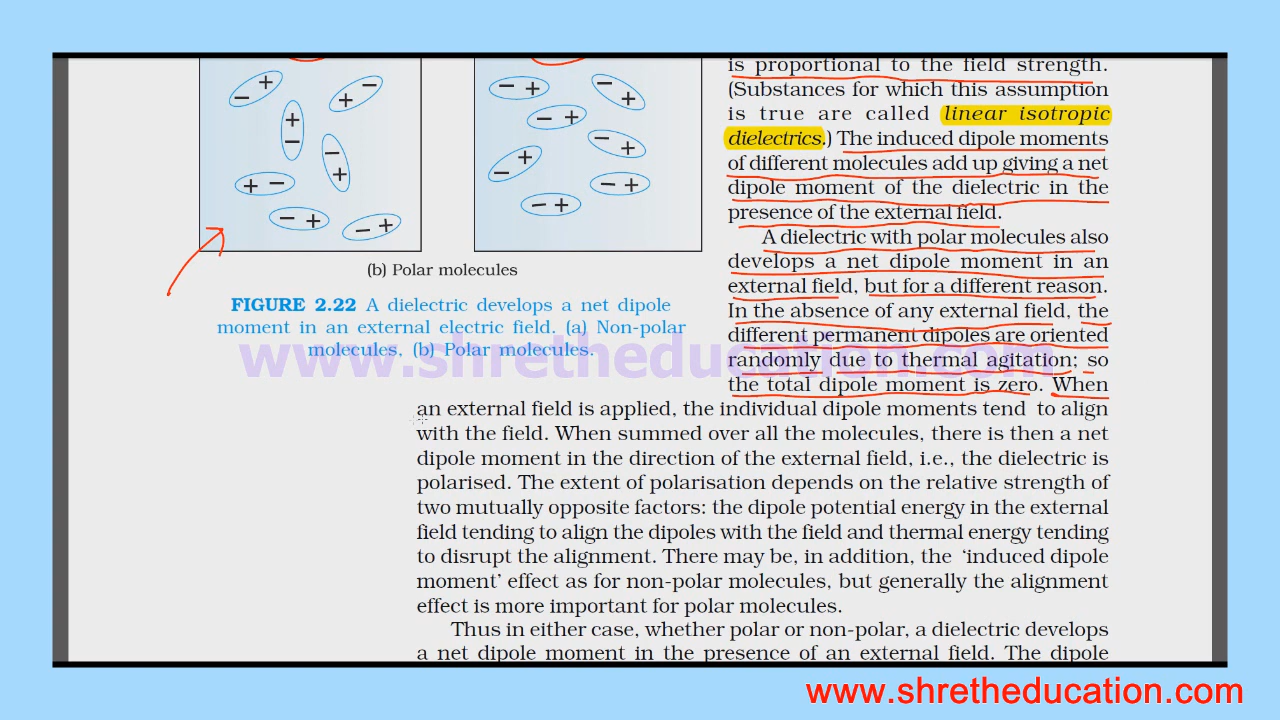 is proportional to the field strength.
(Substances for which this assumption
is true are called linear isotropic
dielectrics.) The induced dipole moments
of different molecules add up giving a net
dipole moment of the dielectric in the
presence of the external field.
A dielectric with polar molecules also
develops a net dipole moment in an
external field, but for a different reason.
In the absence of any external field, the
different permanent dipoles are oriented
randomly due to thermal agitation; so
the total dipole moment is zero. When
an external field is applied, the individual dipole moments tend to align
with the field. When summed over all the molecules, there is then a net
dipole moment in the direction of the external field, i.e., the dielectric is
polarised. The extent of polarisation depends on the relative strength of
two mutually opposite factors: the dipole potential energy in the external
field tending to align the dipoles with the field and thermal energy tending
to disrupt the alignment. There may be, in addition, the ‘induced dipole
moment’ effect as for non-polar molecules, but generally the alignment
effect is more important for polar molecules.
Thus in either case, whether polar or non-polar, a dielectric develops
a net dipole moment in the presence of an external field. The dipole
(b) Polar molecules
FIGURE 2.22 A dielectric develops a net dipole
moment in an external electric field. (a) Non-polar
molecules, (b) Polar molecules.
www.shretheducation.com
www.shretheducation.com